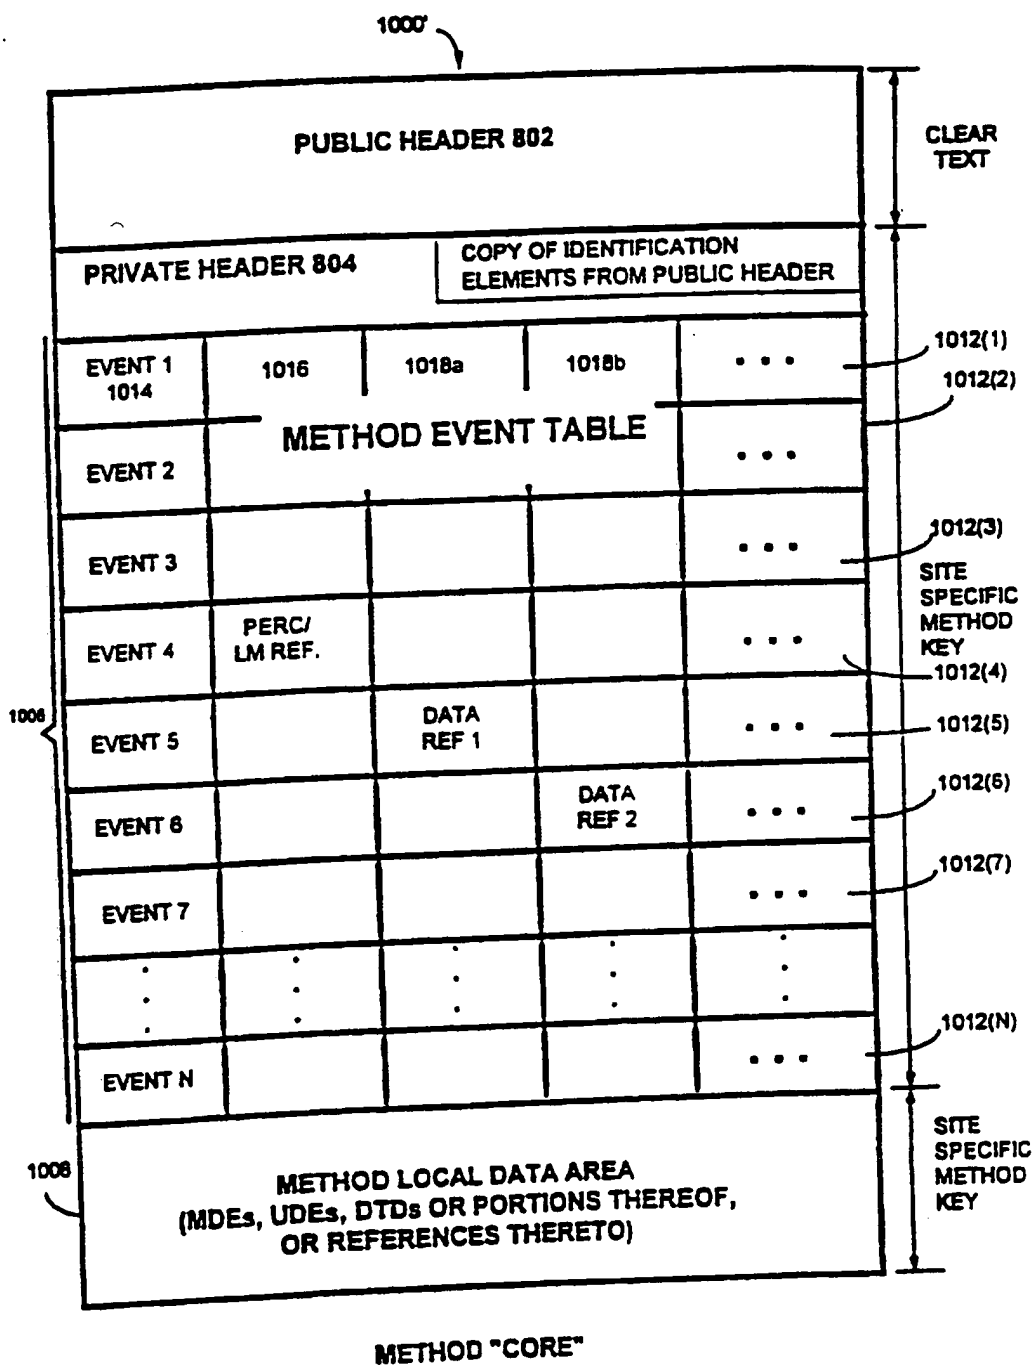 1000'
PUBLIC HEADER 802
CLEAR
TEXT
PRIVATE HEADER 804
COPY OF IDENTIFICATION
ELEMENTS FROM PUBLIC HEADER
EVENT 1
1014
1016
1018a
1018b
• • •
1012(1)
1012(2)
METHOD EVENT TABLE
EVENT 2
• • •
EVENT 3
• • •
1012(3)
SITE
SPECIFIC
METHOD
KEY
EVENT 4
PERC/
LM REF.
• • •
1012(4)
1006
EVENT 5
DATA
REF 1
• • •
1012(5)
EVENT 6
DATA
REF 2
• • •
1012(6)
EVENT 7
• • •
1012(7)
EVENT N
• • •
1012(N)
1008
METHOD LOCAL DATA AREA
(MDEs, UDEs, DTDs OR PORTIONS THEREOF,
OR REFERENCES THERETO)
SITE
SPECIFIC
METHOD
KEY
METHOD "CORE"